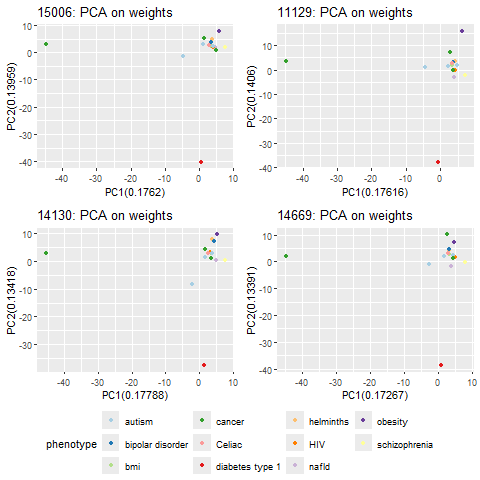 15006: PCA on weights
11129: PCA on weights
10
0
-10
-20
-30
-40
PC2(0.13959)
-40
-30
-20
-10
0
10
PC1(0.1762)
10
0
-10
-20
-30
-40
PC2(0.1406)
-40
-30
-20
-10
0
PC1(0.17616)
14130: PCA on weights
14669: PCA on weights
10
0
-10
-20
-30
PC2(0.13418)
-40
-30
-20
-10
0
10
PC1(0.17788)
10
0
-10
-20
-30
-40
PC2(0.13391)
-40
-30
-20
-10
0
10
PC1(0.17267)
phenotype
autism
bipolar disorder
bmi
cancer
Celiac
diabetes type 1
helminths
HIV
nafld
obesity
schizophrenia